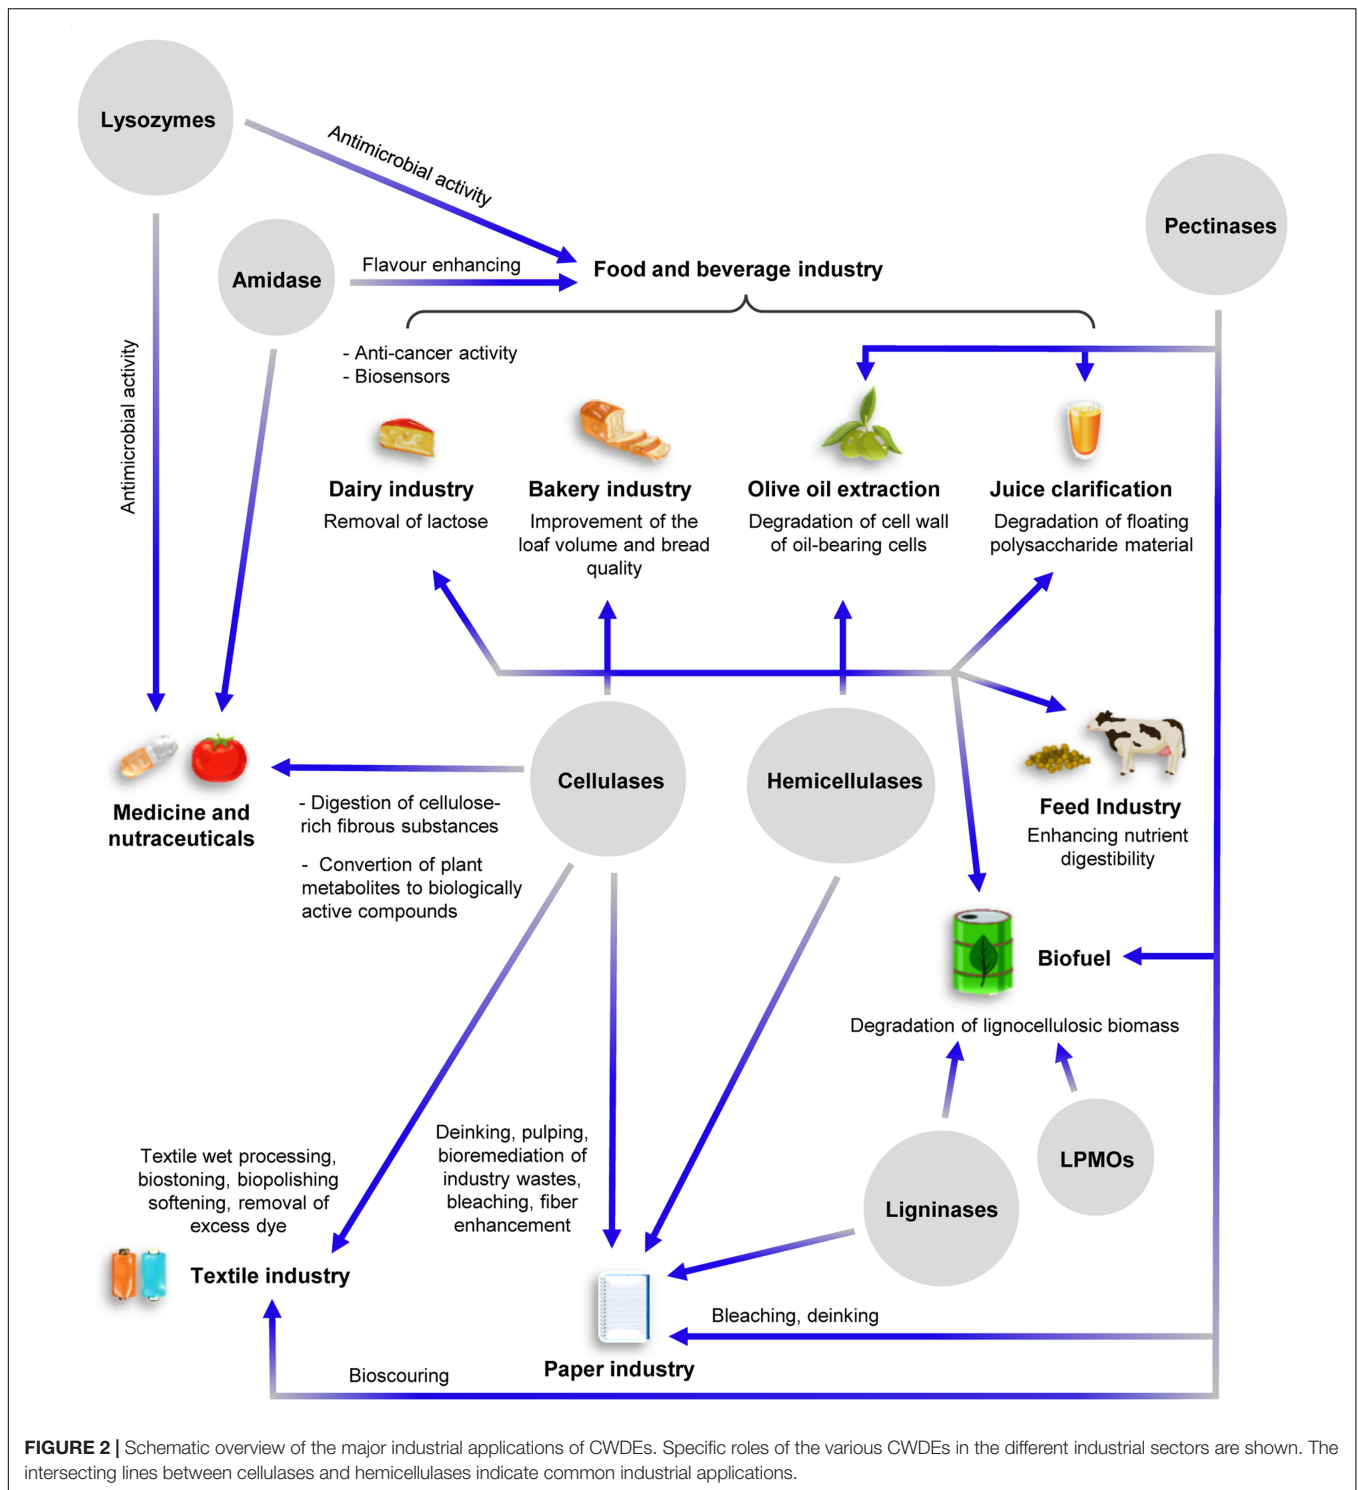 Lysozymes
Antimicrobial activity
Pectinases
Amidase
Flavour enhancing
Food and beverage industry
Antimicrobial activity
- Anti-cancer activity
- Biosensors
Dairy industry
Removal of lactose
Bakery industry
Improvement of the
loaf volume and bread
quality
Olive oil extraction
Degradation of cell wall
of oil-bearing cells
Juice clarification
Degradation of floating
polysaccharide material
Medicine and
nutraceuticals
Cellulases
Hemicellulases
- Digestion of cellulose-
rich fibrous substances
- Convertion of plant
metabolites to biologically
active compounds
Feed Industry
Enhancing nutrient
digestibility
Biofuel
Degradation of lignocellulosic biomass
LPMOs
Ligninases
Textile wet processing,
biostoning, biopolishing
softening, removal of
excess dye
Textile industry
Deinking, pulping,
bioremediation of
industry wastes,
bleaching, fiber
enhancement
Bleaching, deinking
Paper industry
Bioscouring
FIGURE 2 | Schematic overview of the major industrial applications of CWDEs. Specific roles of the various CWDEs in the different industrial sectors are shown. The
intersecting lines between cellulases and hemicellulases indicate common industrial applications.